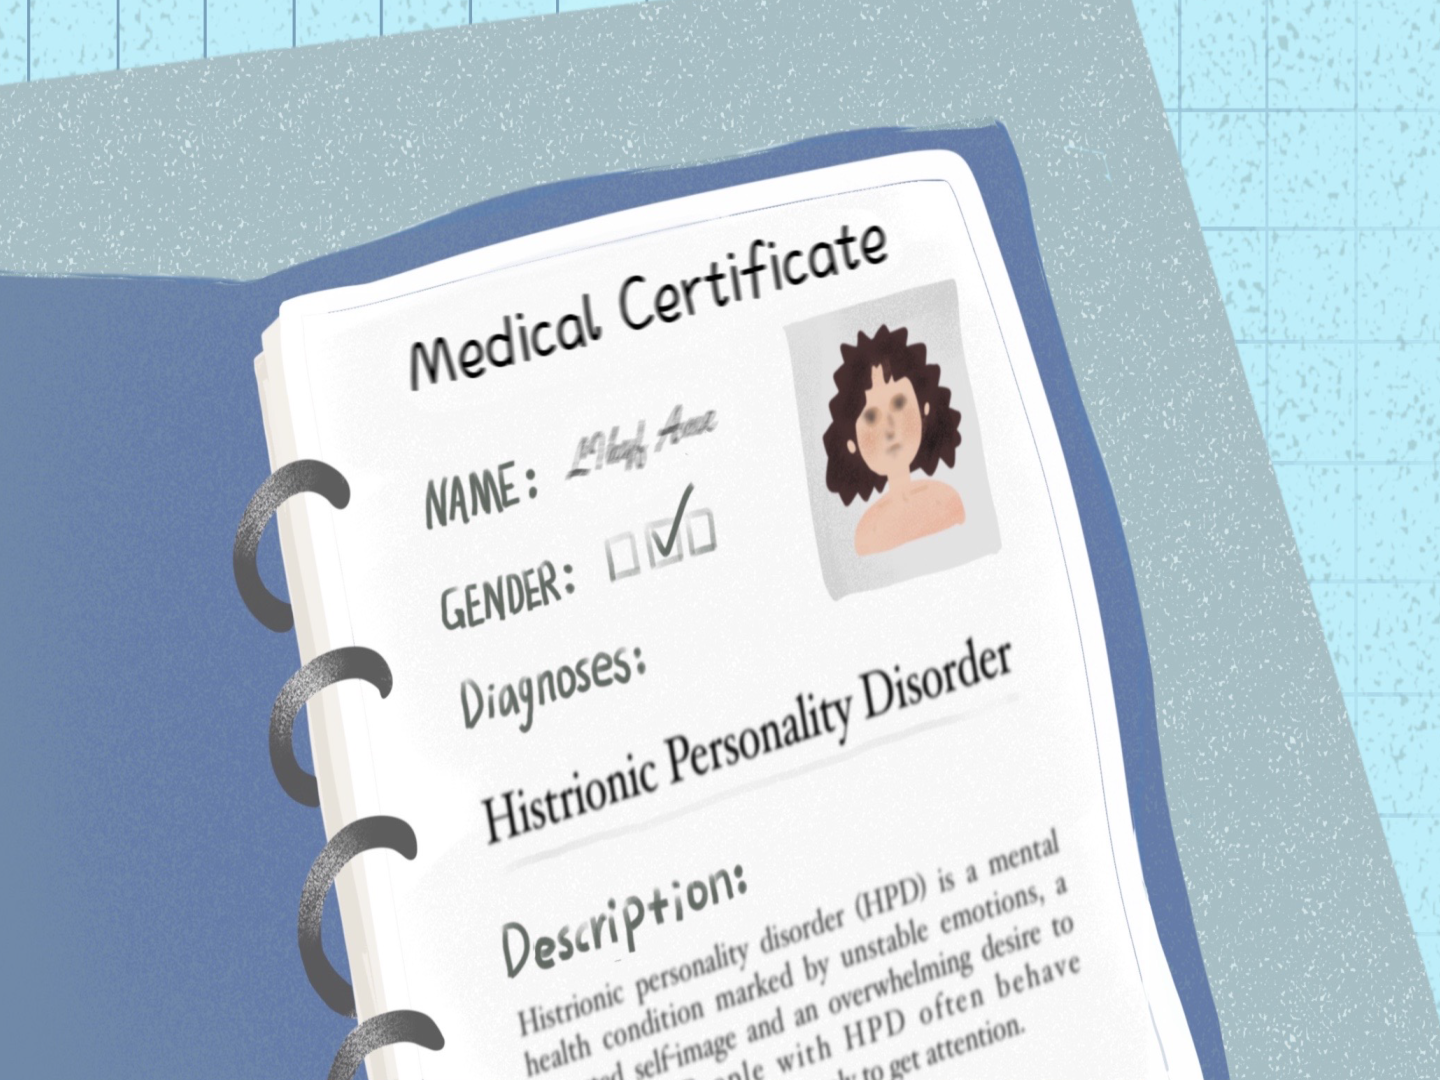 Medical Certificate
NAME:
GENDER:
Diagnoses:
Histrionic Personality Disorder
Description:
Histrionic personality disorder (HPD) is a mental
health condition marked by unstable emotions, a
self-image and an overwhelming desire to
with HPD often behave
to get attention.